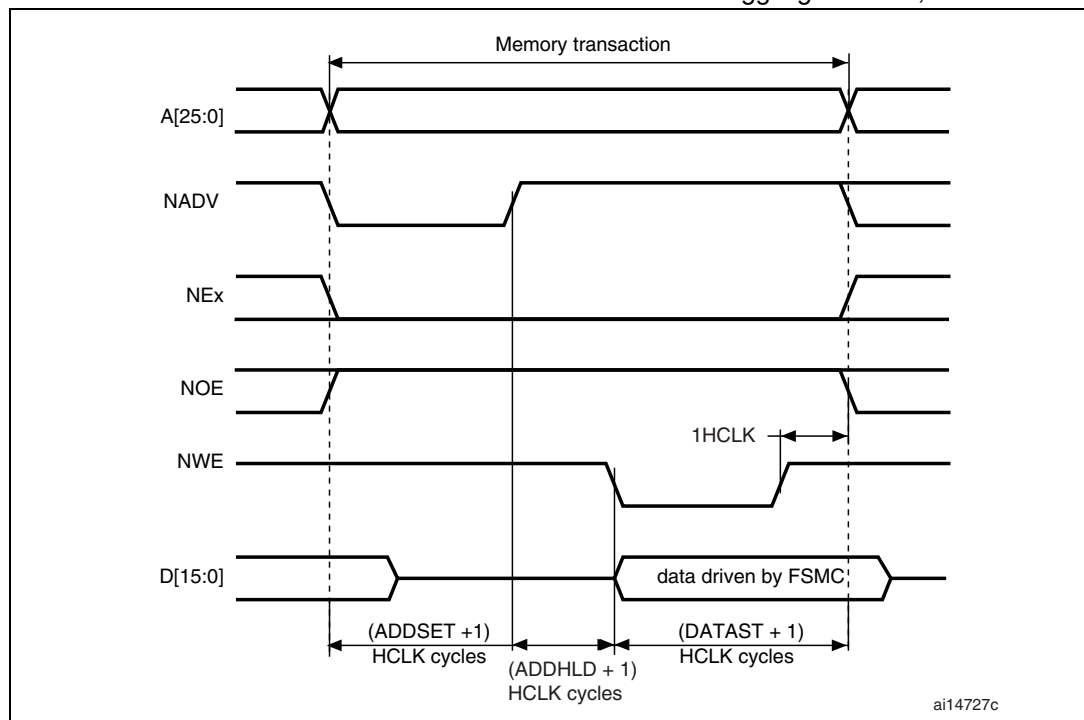 Memory transaction
A[25:0]
NADV
NEx
NOE
1HCLK
NWE
D[15:0]
data driven by FSMC
(ADDSET +1)
HCLK cycles
(DATAST + 1)
HCLK cycles
(ADDHLD + 1)
HCLK cycles
ai14727c